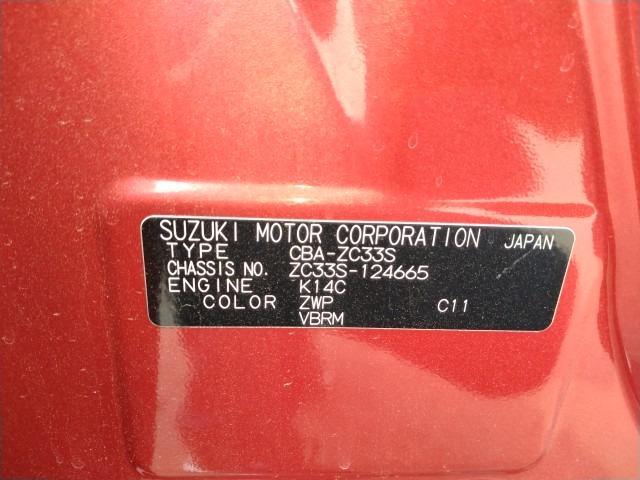 SUZUKI MOTOR CORPORATION JAPAN
TYPE CBA-ZC33S
CHASSIS NO. ZC33S-124665
ENGINE K14C
COLOR ZWP C11
VBRM